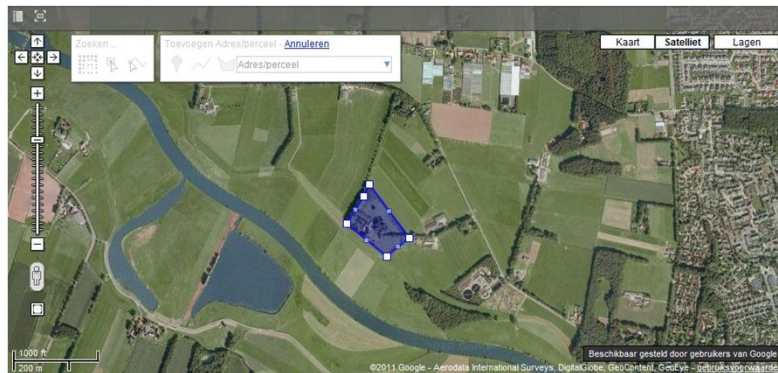 Zoeken ...
Toevoegen Adres/perceel - Annuleren
Adres/perceel
Kaart
Satelliet
Lagen
1000 ft
200 m
Beschikbaar gesteld door gebruikers van Google
©2011 Google - Aerodata International Surveys, DigitalGlobe, GeoContent, GeoEye - gebruiksvoorwaarden